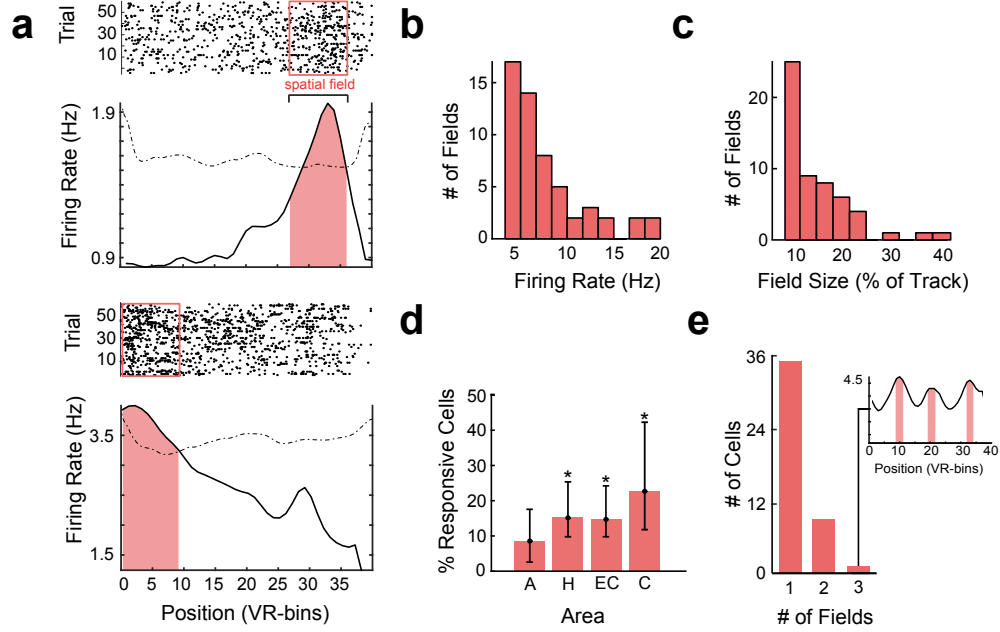 a
Trial
50
30
10
spatial field
Firing Rate (Hz)
1.9
0.9
Trial
50
30
10
Firing Rate (Hz)
3.5
1.5
0 5 10 15 20 25 30 35
Position (VR-bins)
b
# of Fields
15
10
5
0
5 10 15 20
Firing Rate (Hz)
c
# of Fields
20
10
0
10 20 30 40
Field Size (% of Track)
d
% Responsive Cells
50
40
30
20
10
0
* * *
A H EC C
Area
e
# of Cells
36
24
12
0
1 2 3
# of Fields
4.5
0 10 20 30 40
Position (VR-bins)